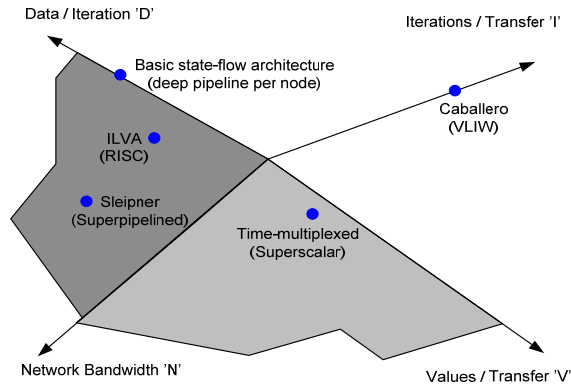 Data / Iteration 'D'
Iterations / Transfer 'I'
Basic state-flow architecture
(deep pipeline per node)
Caballero
(VLIW)
ILVA
(RISC)
Sleipner
(Superpipelined)
Time-multiplexed
(Superscalar)
Network Bandwidth 'N'
Values / Transfer 'V'